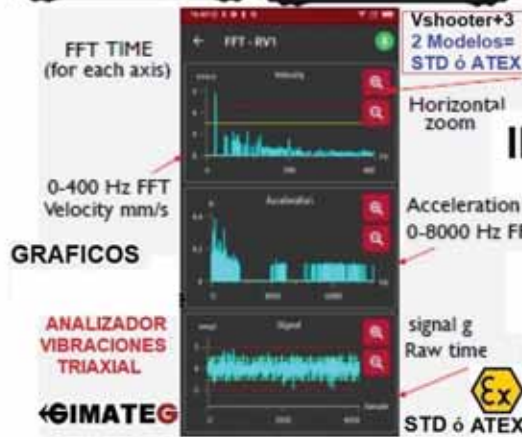 FFT TIME
(for each axis)
FFT - RV1
Vshooter+3
2 Modelos=
STD ó ATEX
Velocity
Horizontal
zoom
0-400 Hz FFT
Velocity mm/s
Acceleration
Acceleration
0-8000 Hz FF
GRAFICOS
ANALIZADOR
VIBRACIONES
TRIAXIAL
GIMATEG
Signal
signal g
Raw time
Ex
STD ó ATEX